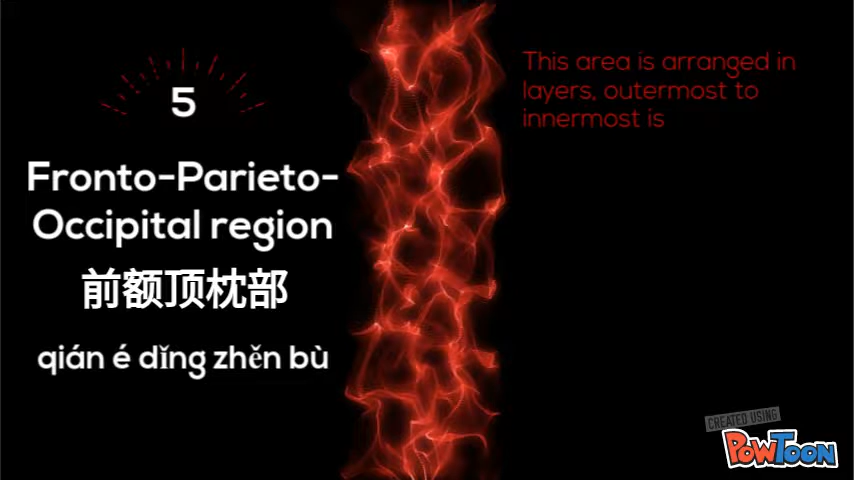 5
Fronto-Parieto-
Occipital region
前额顶枕部
qián é dǐng zhěn bù
This area is arranged in
layers, outermost to
innermost is
CREATED USING
POWTOON